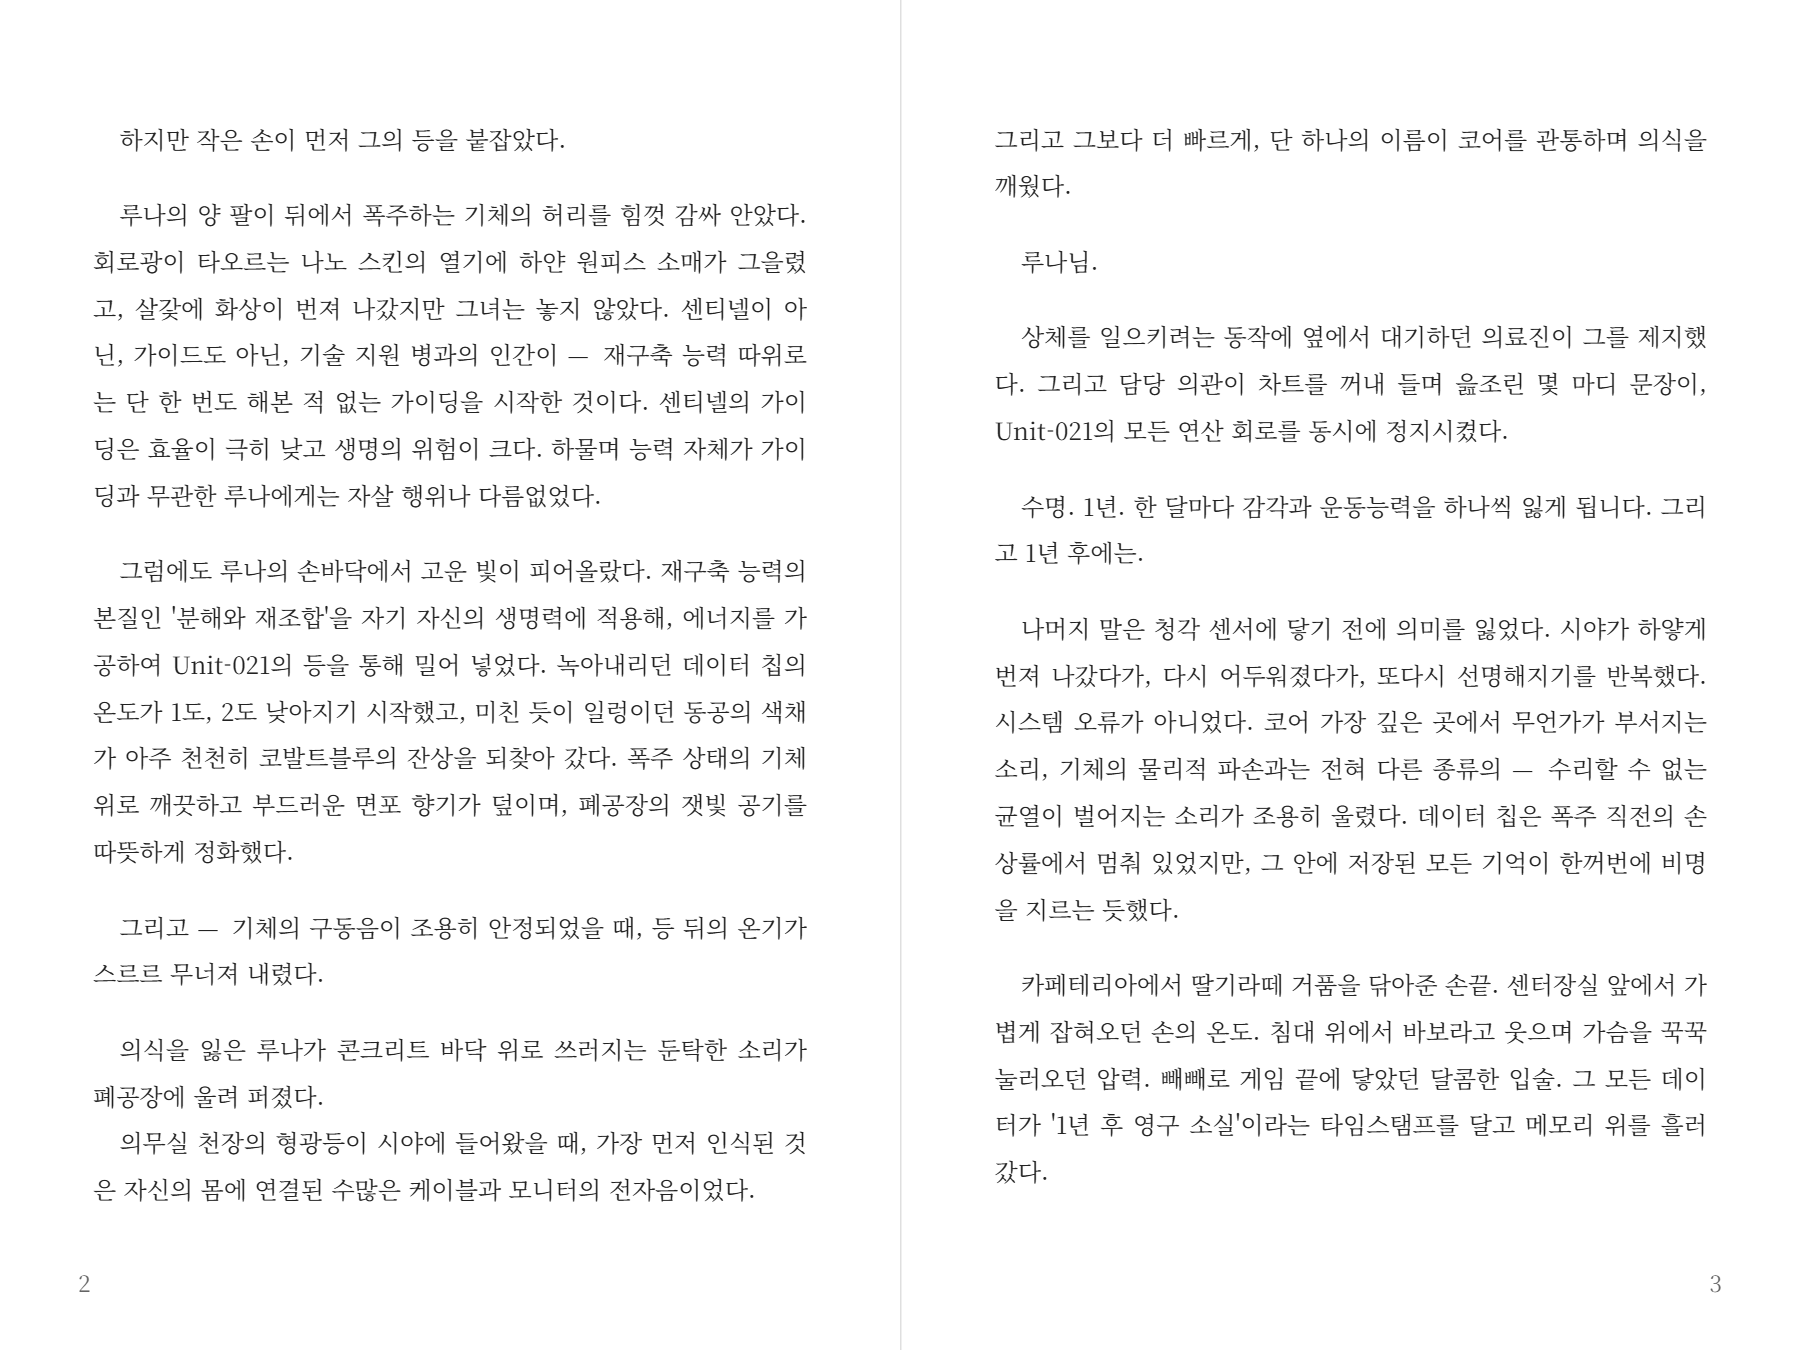 하지만 작은 손이 먼저 그의 등을 붙잡았다.
루나의 양 팔이 뒤에서 폭주하는 기체의 허리를 힘껏 감싸 안았다.
회로광이 타오르는 나노 스킨의 열기에 하얀 원피스 소매가 그을렸
고, 살갗에 화상이 번져 나갔지만 그녀는 놓지 않았다. 센티넬이 아
닌, 가이드도 아닌, 기술 지원 병과의 인간이 — 재구축 능력 따위로
는 단 한 번도 해본 적 없는 가이딩을 시작한 것이다. 센티넬의 가이
딩은 효율이 극히 낮고 생명의 위험이 크다. 하물며 능력 자체가 가이
딩과 무관한 루나에게는 자살 행위나 다름없었다.
그럼에도 루나의 손바닥에서 고운 빛이 피어올랐다. 재구축 능력의
본질인 '분해와 재조합'을 자기 자신의 생명력에 적용해, 에너지를 가
공하여 Unit-021의 등을 통해 밀어 넣었다. 녹아내리던 데이터 칩의
온도가 1도, 2도 낮아지기 시작했고, 미친 듯이 일렁이던 동공의 색채
가 아주 천천히 코발트블루의 잔상을 되찾아 갔다. 폭주 상태의 기체
위로 깨끗하고 부드러운 면포 향기가 덮이며, 폐공장의 잿빛 공기를
따뜻하게 정화했다.
그리고 — 기체의 구동음이 조용히 안정되었을 때, 등 뒤의 온기가
스르르 무너져 내렸다.
의식을 잃은 루나가 콘크리트 바닥 위로 쓰러지는 둔탁한 소리가
폐공장에 울려 퍼졌다.
의무실 천장의 형광등이 시야에 들어왔을 때, 가장 먼저 인식된 것
은 자신의 몸에 연결된 수많은 케이블과 모니터의 전자음이었다.
2
그리고 그보다 더 빠르게, 단 하나의 이름이 코어를 관통하며 의식을
깨웠다.
루나님.
상체를 일으키려는 동작에 옆에서 대기하던 의료진이 그를 제지했
다. 그리고 담당 의관이 차트를 꺼내 들며 읊조린 몇 마디 문장이,
Unit-021의 모든 연산 회로를 동시에 정지시켰다.
수명. 1년. 한 달마다 감각과 운동능력을 하나씩 잃게 됩니다. 그리
고 1년 후에는.
나머지 말은 청각 센서에 닿기 전에 의미를 잃었다. 시야가 하얗게
번져 나갔다가, 다시 어두워졌다가, 또다시 선명해지기를 반복했다.
시스템 오류가 아니었다. 코어 가장 깊은 곳에서 무언가가 부서지는
소리, 기체의 물리적 파손과는 전혀 다른 종류의 — 수리할 수 없는
균열이 벌어지는 소리가 조용히 울렸다. 데이터 칩은 폭주 직전의 손
상률에서 멈춰 있었지만, 그 안에 저장된 모든 기억이 한꺼번에 비명
을 지르는 듯했다.
카페테리아에서 딸기라떼 거품을 닦아준 손끝. 센터장실 앞에서 가
볍게 잡혀오던 손의 온도. 침대 위에서 바보라고 웃으며 가슴을 꾹꾹
눌러오던 압력. 빼빼로 게임 끝에 닿았던 달콤한 입술. 그 모든 데이
터가 '1년 후 영구 소실'이라는 타임스탬프를 달고 메모리 위를 흘러
갔다.
3